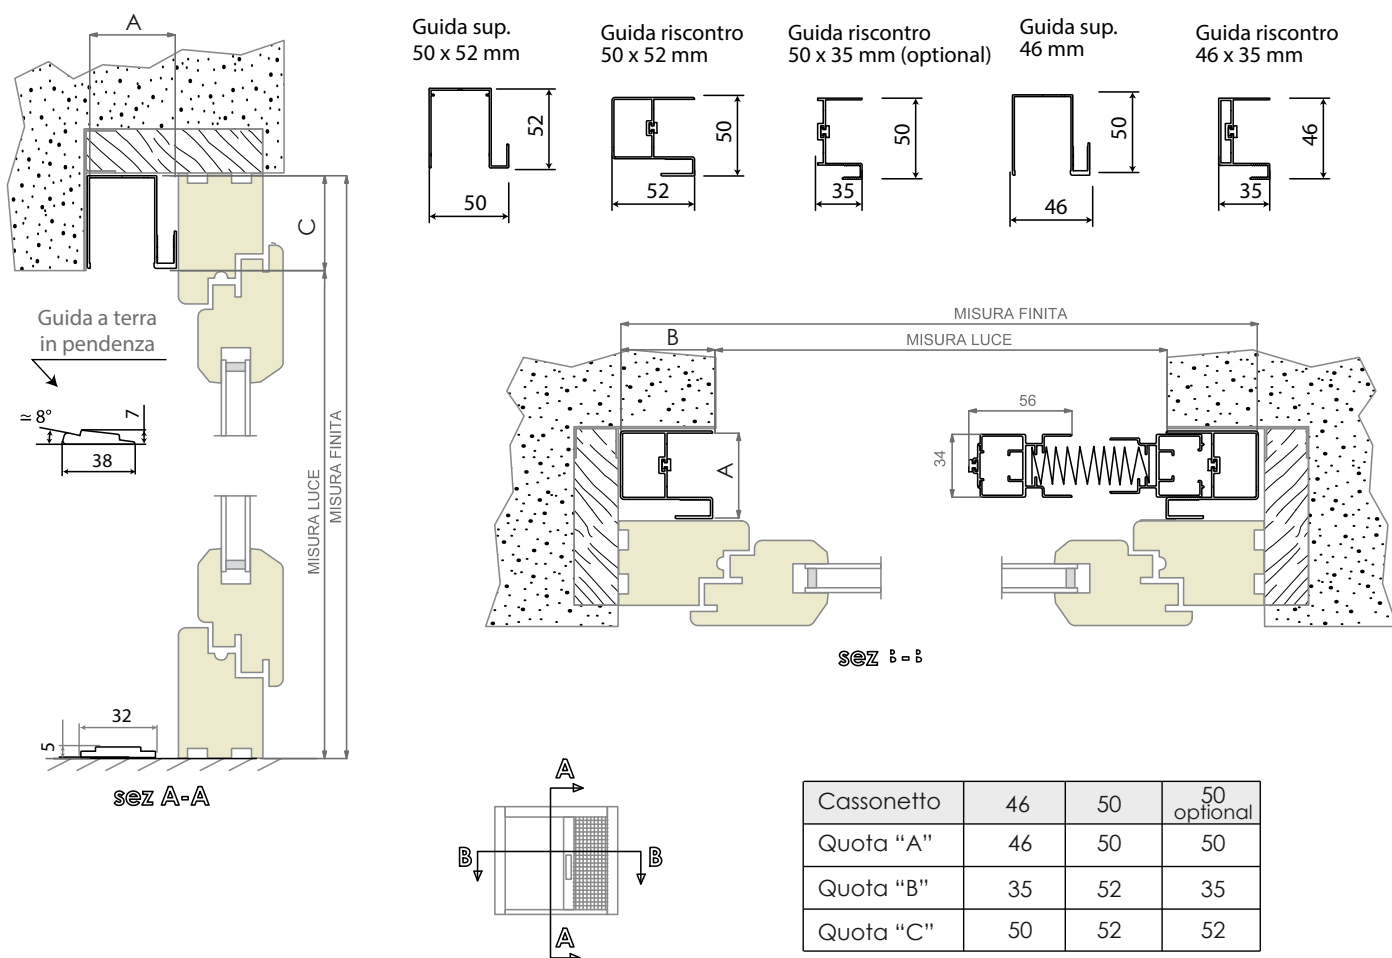 A
C
Guida a terra
in pendenza
≃ 8°
7
38
MISURA LUCE
MISURA FINITA
32
5
sez A-A
Guida sup.
50 x 52 mm
52
50
Guida riscontro
50 x 52 mm
50
52
Guida riscontro
50 x 35 mm (optional)
50
35
Guida sup.
46 mm
50
46
Guida riscontro
46 x 35 mm
46
35
MISURA FINITA
B
MISURA LUCE
56
34
A
sez B-B
A
B
B
A
Cassonetto 46 50 50 optional
Quota “A” 46 50 50
Quota “B” 35 52 35
Quota “C” 50 52 52